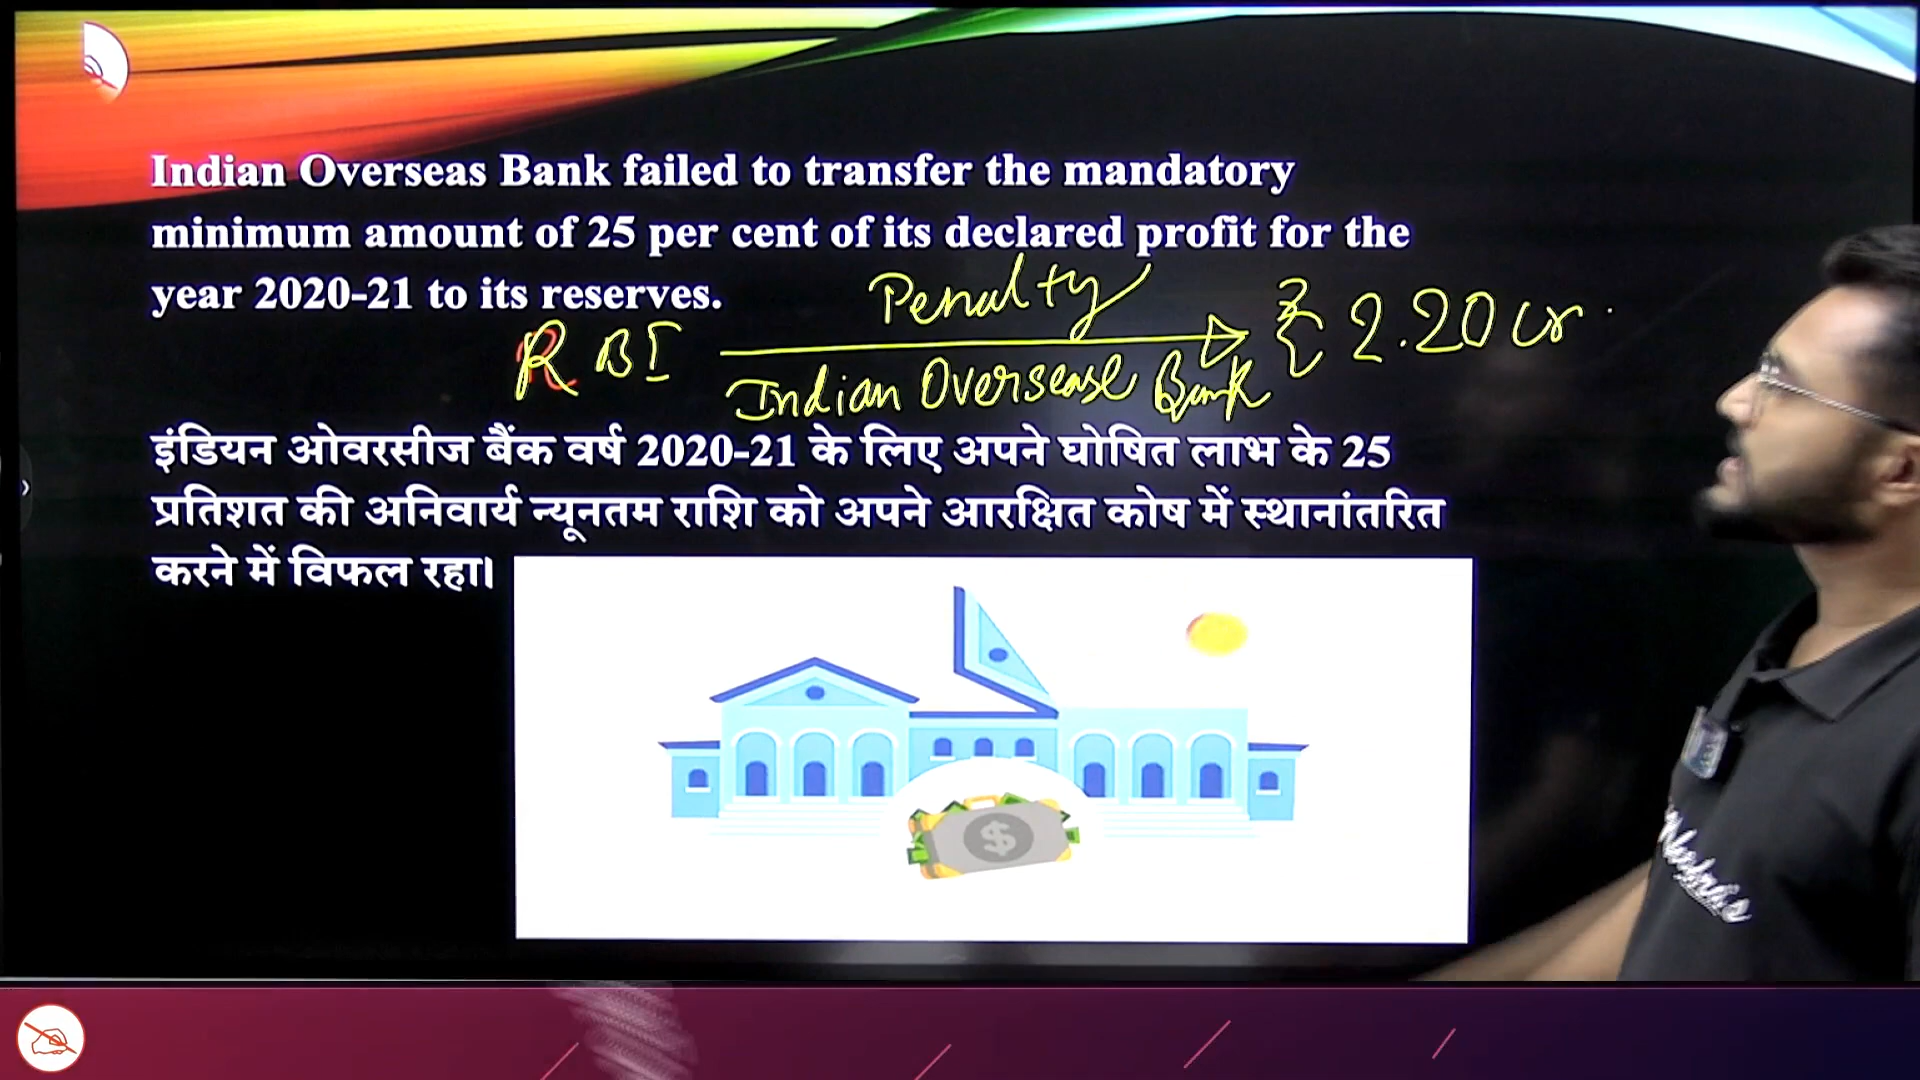 Indian Overseas Bank failed to transfer the mandatory
minimum amount of 25 per cent of its declared profit for the
year 2020-21 to its reserves.
Penalty
RBI
₹ 2.20 cr
Indian Oversease Bank
इंडियन ओवरसीज बैंक वर्ष 2020-21 के लिए अपने घोषित लाभ के 25
प्रतिशत की अनिवार्य न्यूनतम राशि को अपने आरक्षित कोष में स्थानांतरित
करने में विफल रहा।
$